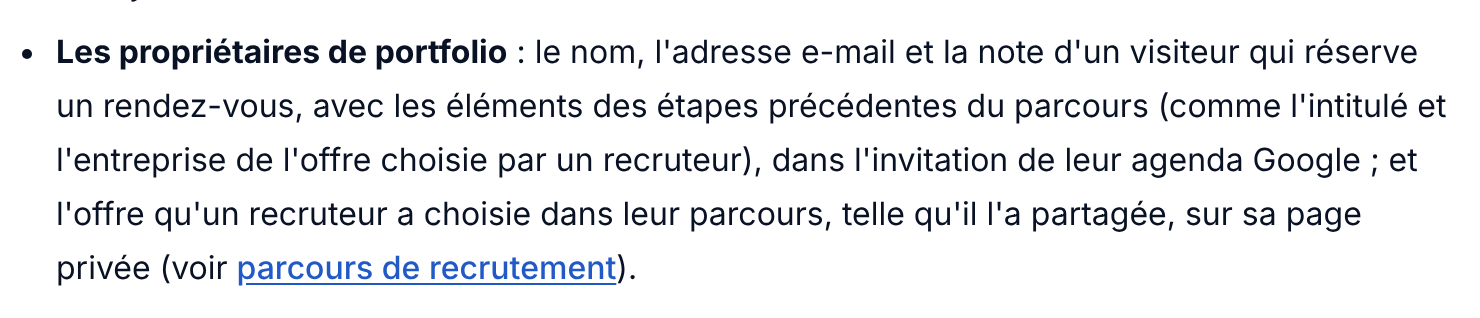 • Les propriétaires de portfolio : le nom, l'adresse e-mail et la note d'un visiteur qui réserve
un rendez-vous, avec les éléments des étapes précédentes du parcours (comme l'intitulé et
l'entreprise de l'offre choisie par un recruteur), dans l'invitation de leur agenda Google ; et
l'offre qu'un recruteur a choisie dans leur parcours, telle qu'il l'a partagée, sur sa page
privée (voir parcours de recrutement).